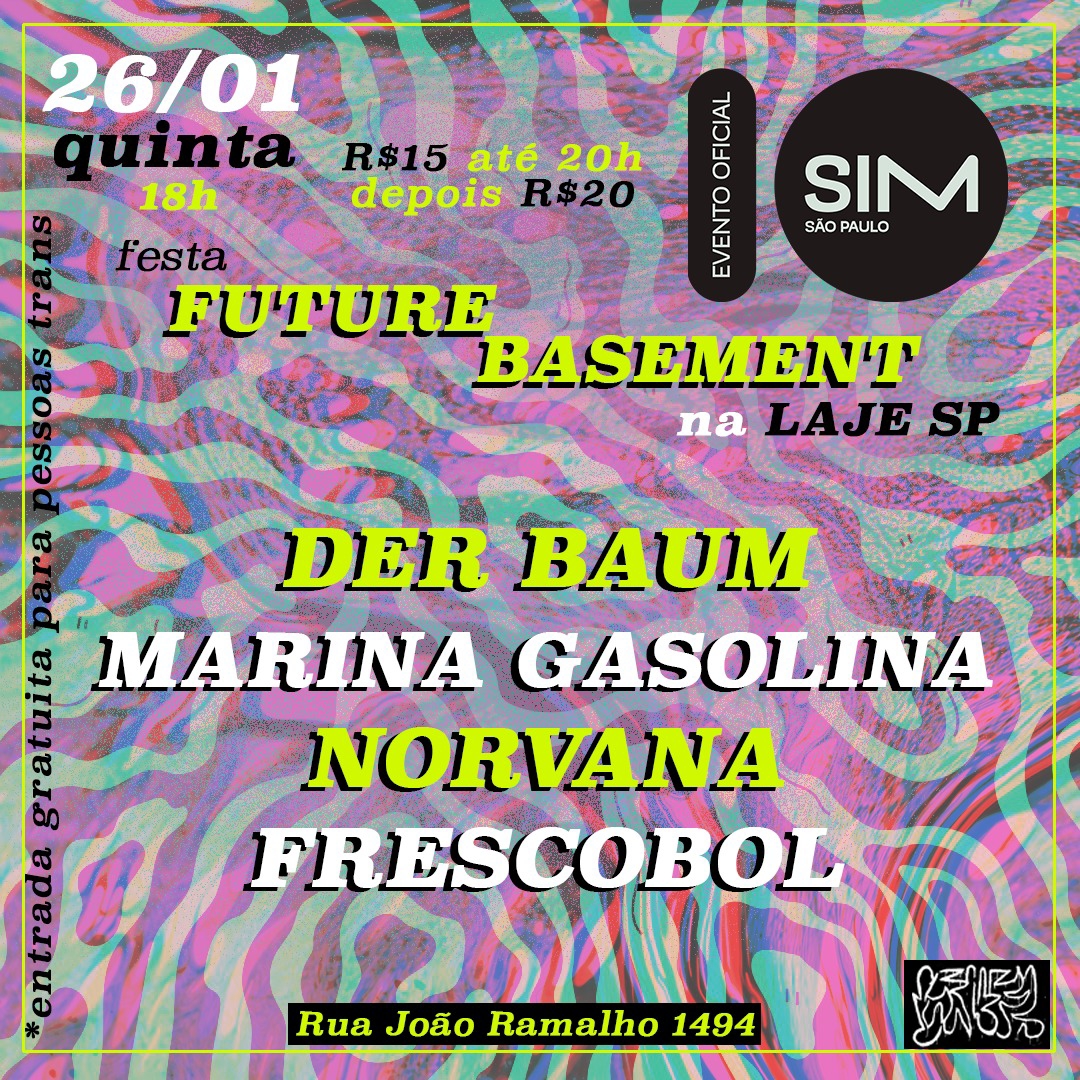 26/01
quinta
18h
R$15 até 20h
depois R$20
EVENTO OFICIAL
SIM
SÃO PAULO
festa
FUTURE
BASEMENT
na LAJE SP
DER BAUM
MARINA GASOLINA
NORVANA
FRESCOBOL
*entrada gratuita para pessoas trans
Rua João Ramalho 1494